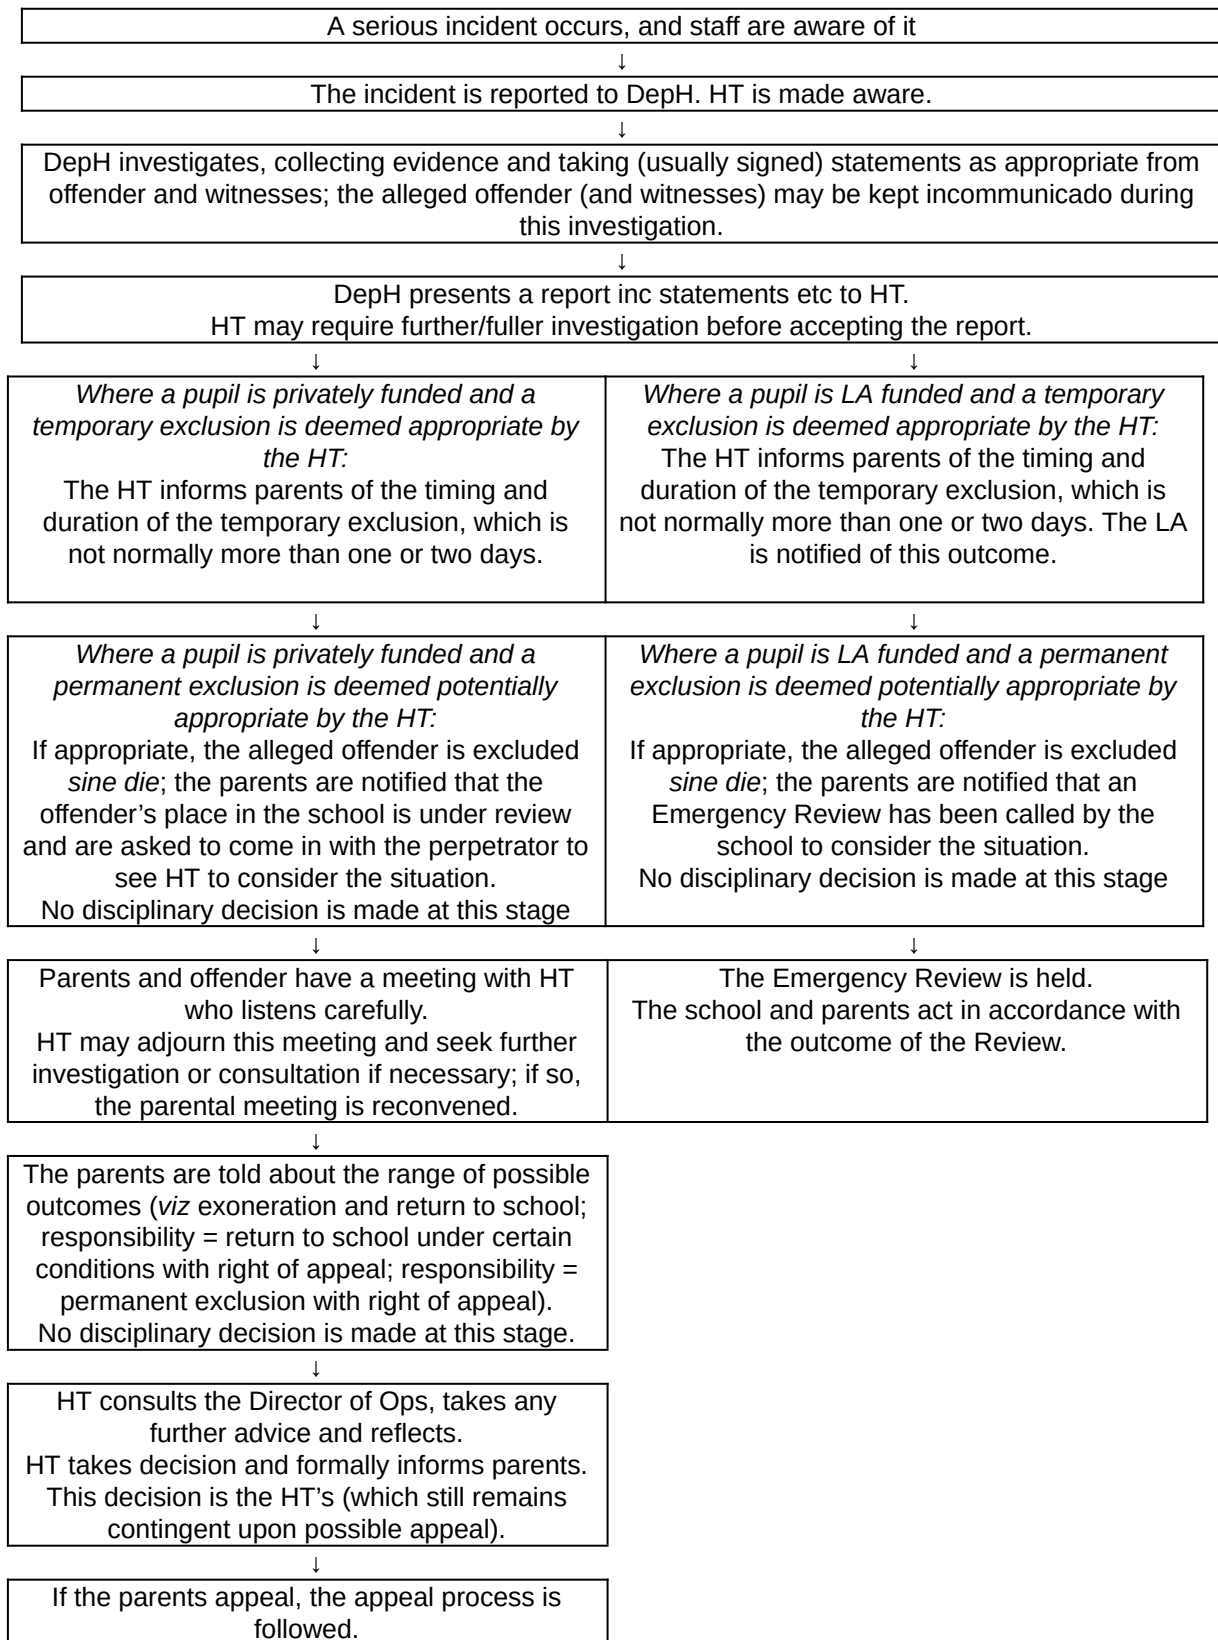 A serious incident occurs, and staff are aware of it
↓
The incident is reported to DepH. HT is made aware.
↓
DepH investigates, collecting evidence and taking (usually signed) statements as appropriate from
offender and witnesses; the alleged offender (and witnesses) may be kept incommunicado during
this investigation.
↓
DepH presents a report inc statements etc to HT.
HT may require further/fuller investigation before accepting the report.
↓ ↓
Where a pupil is privately funded and a
temporary exclusion is deemed appropriate by
the HT:
The HT informs parents of the timing and
duration of the temporary exclusion, which is
not normally more than one or two days.
Where a pupil is LA funded and a temporary
exclusion is deemed appropriate by the HT:
The HT informs parents of the timing and
duration of the temporary exclusion, which is
not normally more than one or two days. The LA
is notified of this outcome.
↓ ↓
Where a pupil is privately funded and a
permanent exclusion is deemed potentially
appropriate by the HT:
If appropriate, the alleged offender is excluded
sine die; the parents are notified that the
offender’s place in the school is under review
and are asked to come in with the perpetrator to
see HT to consider the situation.
No disciplinary decision is made at this stage
Where a pupil is LA funded and a permanent
exclusion is deemed potentially appropriate by
the HT:
If appropriate, the alleged offender is excluded
sine die; the parents are notified that an
Emergency Review has been called by the
school to consider the situation.
No disciplinary decision is made at this stage
↓ ↓
Parents and offender have a meeting with HT
who listens carefully.
HT may adjourn this meeting and seek further
investigation or consultation if necessary; if so,
the parental meeting is reconvened.
The Emergency Review is held.
The school and parents act in accordance with
the outcome of the Review.
↓
The parents are told about the range of possible
outcomes (viz exoneration and return to school;
responsibility = return to school under certain
conditions with right of appeal; responsibility =
permanent exclusion with right of appeal).
No disciplinary decision is made at this stage.
↓
HT consults the Director of Ops, takes any
further advice and reflects.
HT takes decision and formally informs parents.
This decision is the HT’s (which still remains
contingent upon possible appeal).
↓
If the parents appeal, the appeal process is
followed.